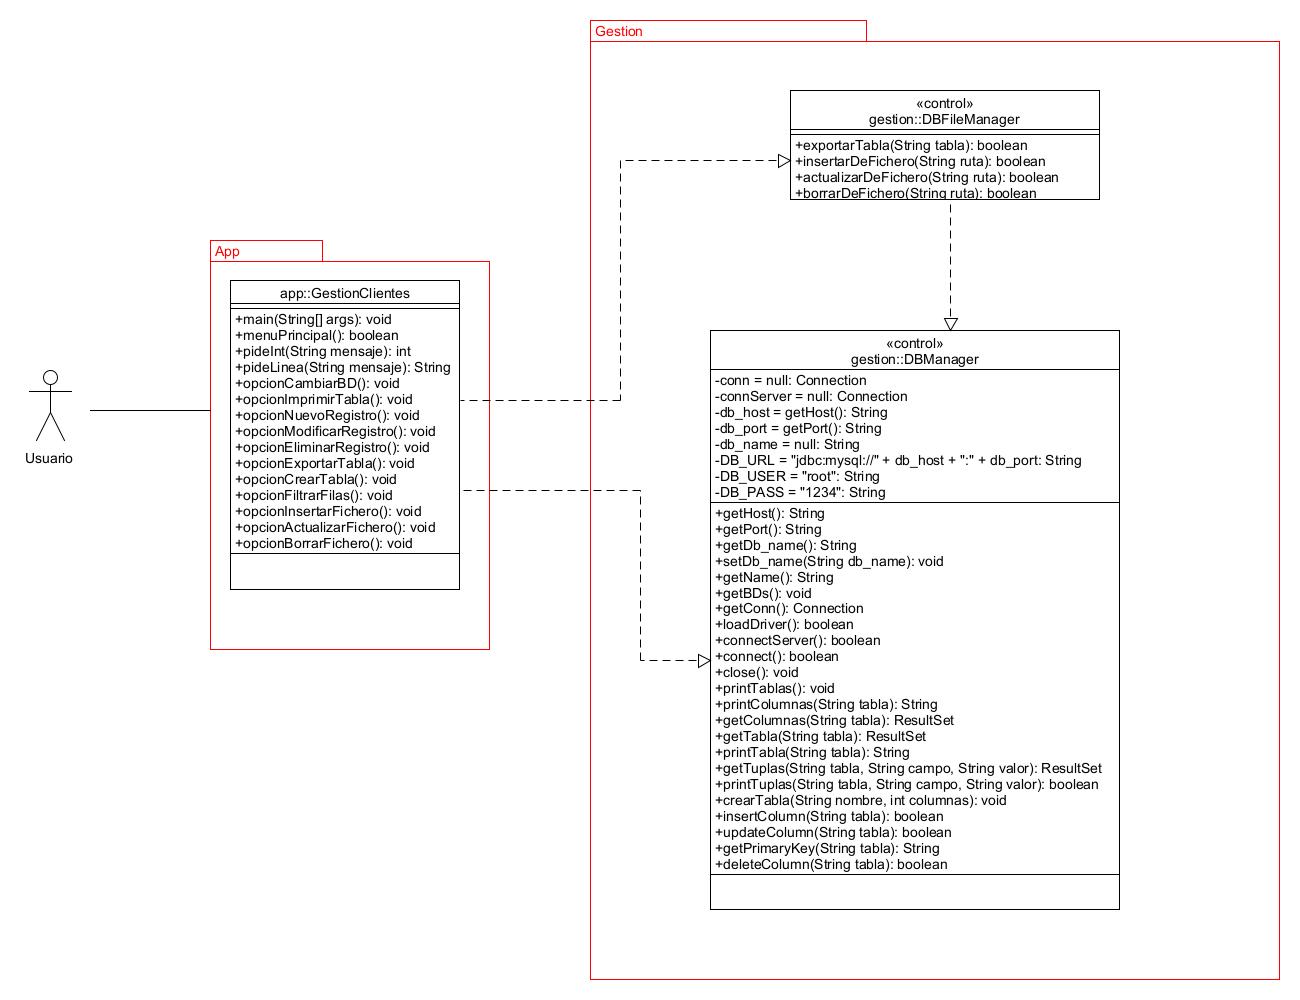 Gestion
«control»
gestion::DBFileManager
+exportarTabla(String tabla): boolean
+insertarDeFichero(String ruta): boolean
+actualizarDeFichero(String ruta): boolean
+borrarDeFichero(String ruta): boolean
App
app::GestionClientes
+main(String[] args): void
+menuPrincipal(): boolean
+pideInt(String mensaje): int
+pideLinea(String mensaje): String
+opcionCambiarBD(): void
+opcionImprimirTabla(): void
+opcionNuevoRegistro(): void
+opcionModificarRegistro(): void
+opcionEliminarRegistro(): void
+opcionExportarTabla(): void
+opcionCrearTabla(): void
+opcionFiltrarFilas(): void
+opcionInsertarFichero(): void
+opcionActualizarFichero(): void
+opcionBorrarFichero(): void
Usuario
«control»
gestion::DBManager
-conn = null: Connection
-connServer = null: Connection
-db_host = getHost(): String
-db_port = getPort(): String
-db_name = null: String
-DB_URL = "jdbc:mysql://" + db_host + ":" + db_port: String
-DB_USER = "root": String
-DB_PASS = "1234": String
+getHost(): String
+getPort(): String
+getDb_name(): String
+setDb_name(String db_name): void
+getName(): String
+getBDs(): void
+getConn(): Connection
+loadDriver(): boolean
+connectServer(): boolean
+connect(): boolean
+close(): void
+printTablas(): void
+printColumnas(String tabla): String
+getColumnas(String tabla): ResultSet
+getTabla(String tabla): ResultSet
+printTabla(String tabla): String
+getTuplas(String tabla, String campo, String valor): ResultSet
+printTuplas(String tabla, String campo, String valor): boolean
+crearTabla(String nombre, int columnas): void
+insertColumn(String tabla): boolean
+updateColumn(String tabla): boolean
+getPrimaryKey(String tabla): String
+deleteColumn(String tabla): boolean